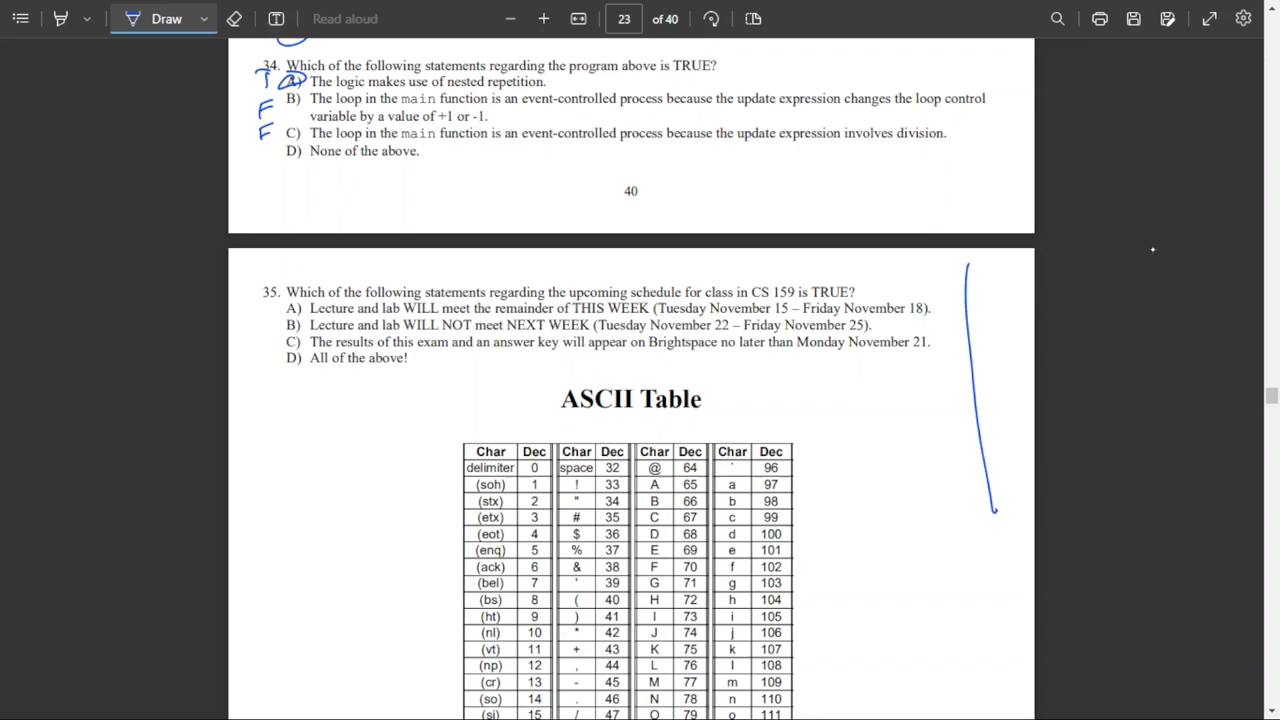 Draw
Read aloud
23 of 40
34. Which of the following statements regarding the program above is TRUE?
T A) The logic makes use of nested repetition.
F B) The loop in the main function is an event-controlled process because the update expression changes the loop control
variable by a value of +1 or -1.
F C) The loop in the main function is an event-controlled process because the update expression involves division.
D) None of the above.
40
35. Which of the following statements regarding the upcoming schedule for class in CS 159 is TRUE?
A) Lecture and lab WILL meet the remainder of THIS WEEK (Tuesday November 15 – Friday November 18).
B) Lecture and lab WILL NOT meet NEXT WEEK (Tuesday November 22 – Friday November 25).
C) The results of this exam and an answer key will appear on Brightspace no later than Monday November 21.
D) All of the above!
ASCII Table
Char Dec Char Dec Char Dec Char Dec
delimiter 0 space 32 @ 64 ` 96
(soh) 1 ! 33 A 65 a 97
(stx) 2 " 34 B 66 b 98
(etx) 3 # 35 C 67 c 99
(eot) 4 $ 36 D 68 d 100
(enq) 5 % 37 E 69 e 101
(ack) 6 & 38 F 70 f 102
(bel) 7 ' 39 G 71 g 103
(bs) 8 ( 40 H 72 h 104
(ht) 9 ) 41 I 73 i 105
(nl) 10 * 42 J 74 j 106
(vt) 11 + 43 K 75 k 107
(np) 12 , 44 L 76 l 108
(cr) 13 - 45 M 77 m 109
(so) 14 . 46 N 78 n 110
(si) 15 / 47 O 79 o 111